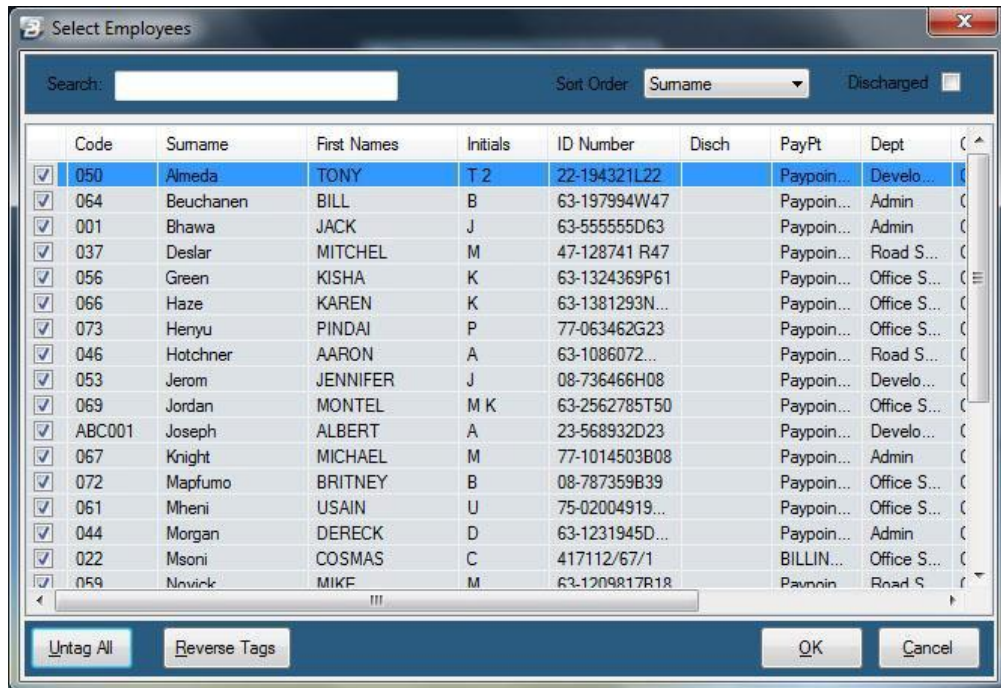 Select Employees
Search: Sort Order Surname Discharged
Code Surname First Names Initials ID Number Disch PayPt Dept
050 Almeda TONY T 2 22-194321L22 Paypoin... Develo...
064 Beuchanen BILL B 63-197994W47 Paypoin... Admin
001 Bhawa JACK J 63-555555D63 Paypoin... Admin
037 Deslar MITCHEL M 47-128741 R47 Paypoin... Road S...
056 Green KISHA K 63-1324369P61 Paypoin... Office S...
066 Haze KAREN K 63-1381293N... Paypoin... Office S...
073 Henyu PINDAI P 77-063462G23 Paypoin... Office S...
046 Hotchner AARON A 63-1086072... Paypoin... Road S...
053 Jerom JENNIFER J 08-736466H08 Paypoin... Develo...
069 Jordan MONTEL M K 63-2562785T50 Paypoin... Office S...
ABC001 Joseph ALBERT A 23-568932D23 Paypoin... Develo...
067 Knight MICHAEL M 77-1014503B08 Paypoin... Admin
072 Mapfumo BRITNEY B 08-787359B39 Paypoin... Office S...
061 Mheni USAIN U 75-02004919... Paypoin... Office S...
044 Morgan DERECK D 63-1231945D... Paypoin... Admin
022 Msoni COSMAS C 417112/67/1 BILLIN... Office S...
059 Novick MIKE M 63-1209817B18 Paypoin... Road S...
Untag All Reverse Tags OK Cancel